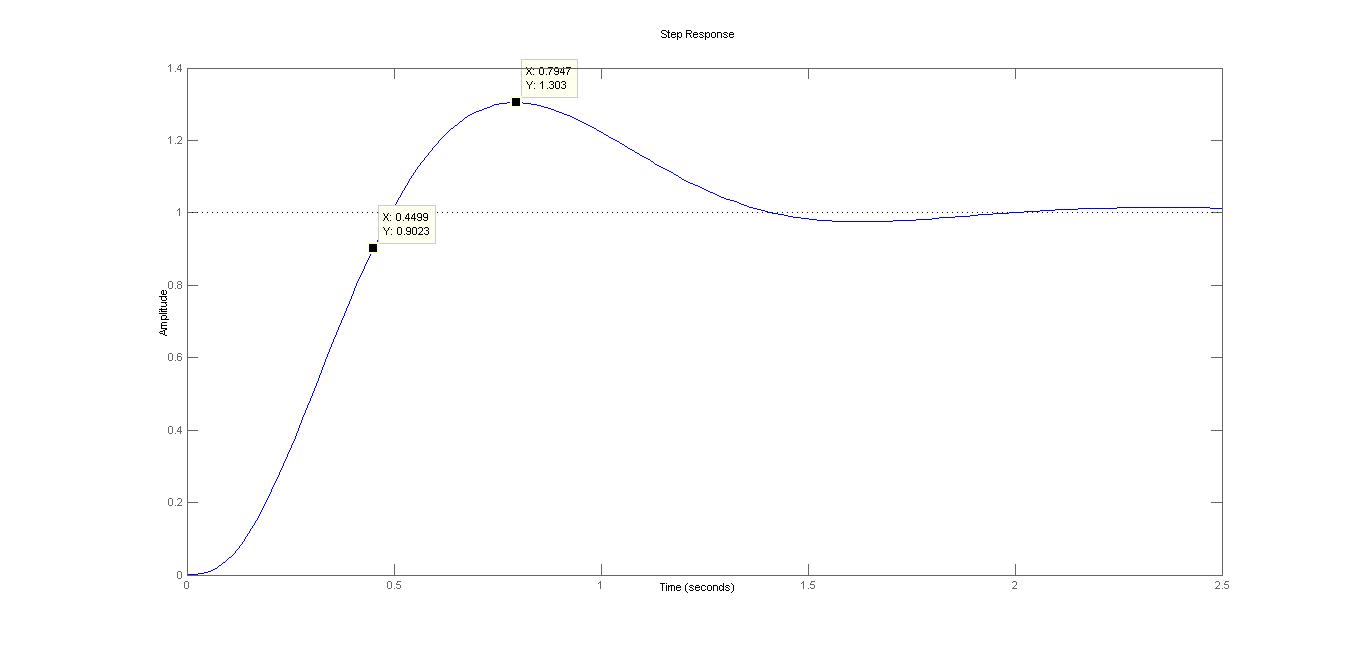 Step Response
1.4
X: 0.7947
Y: 1.303
1.2
X: 0.4499
Y: 0.9023
1
0.8
Amplitude
0.6
0.4
0.2
0
0 0.5 1 1.5 2 2.5
Time (seconds)